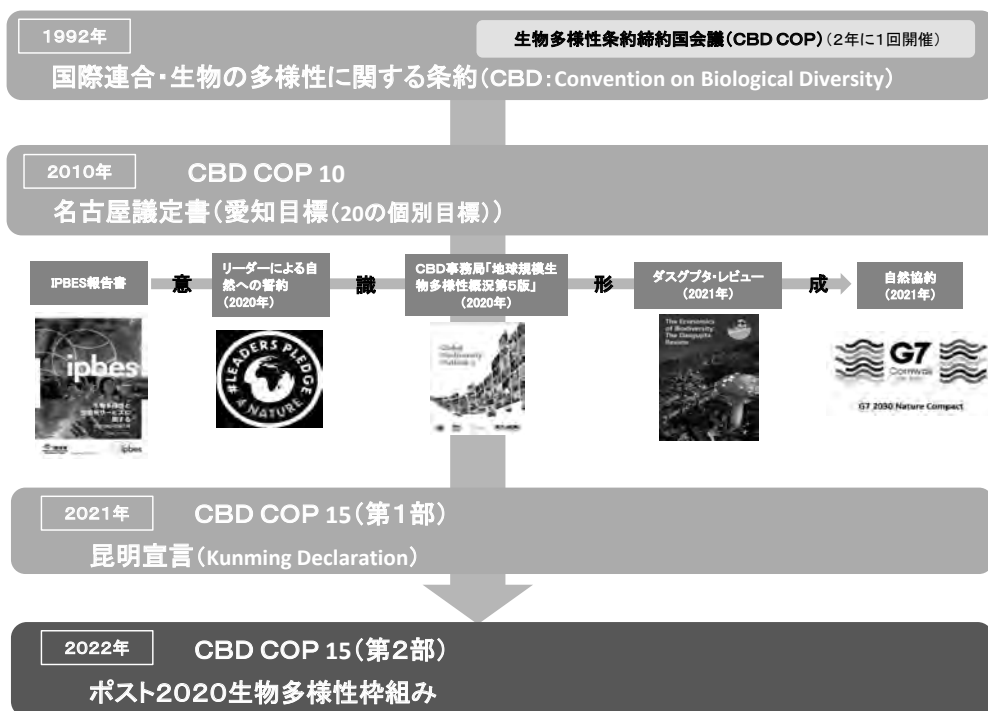 1992年
生物多様性条約締約国会議(CBD COP)(2年に1回開催)
国際連合・生物の多様性に関する条約(CBD:Convention on Biological Diversity)
2010年
CBD COP 10
名古屋議定書(愛知目標(20の個別目標))
IPBES報告書
意
リーダーによる自
然への誓約
(2020年)
識
CBD事務局「地球規模生
物多様性概況第5版」
(2020年)
形
ダスグプタ・レビュー
(2021年)
成
自然協約
(2021年)
ipbes
生物多様性と
ipbes
#LEADERS PLEDGE
4 NATURE
Global
Biodiversity
Outlook 5
The Economics
of Biodiversity:
The Dasgupta
Review
G7
Cornwall
G7 2030 Nature Compact
2021年
CBD COP 15(第1部)
昆明宣言(Kunming Declaration)
2022年
CBD COP 15(第2部)
ポスト2020生物多様性枠組み